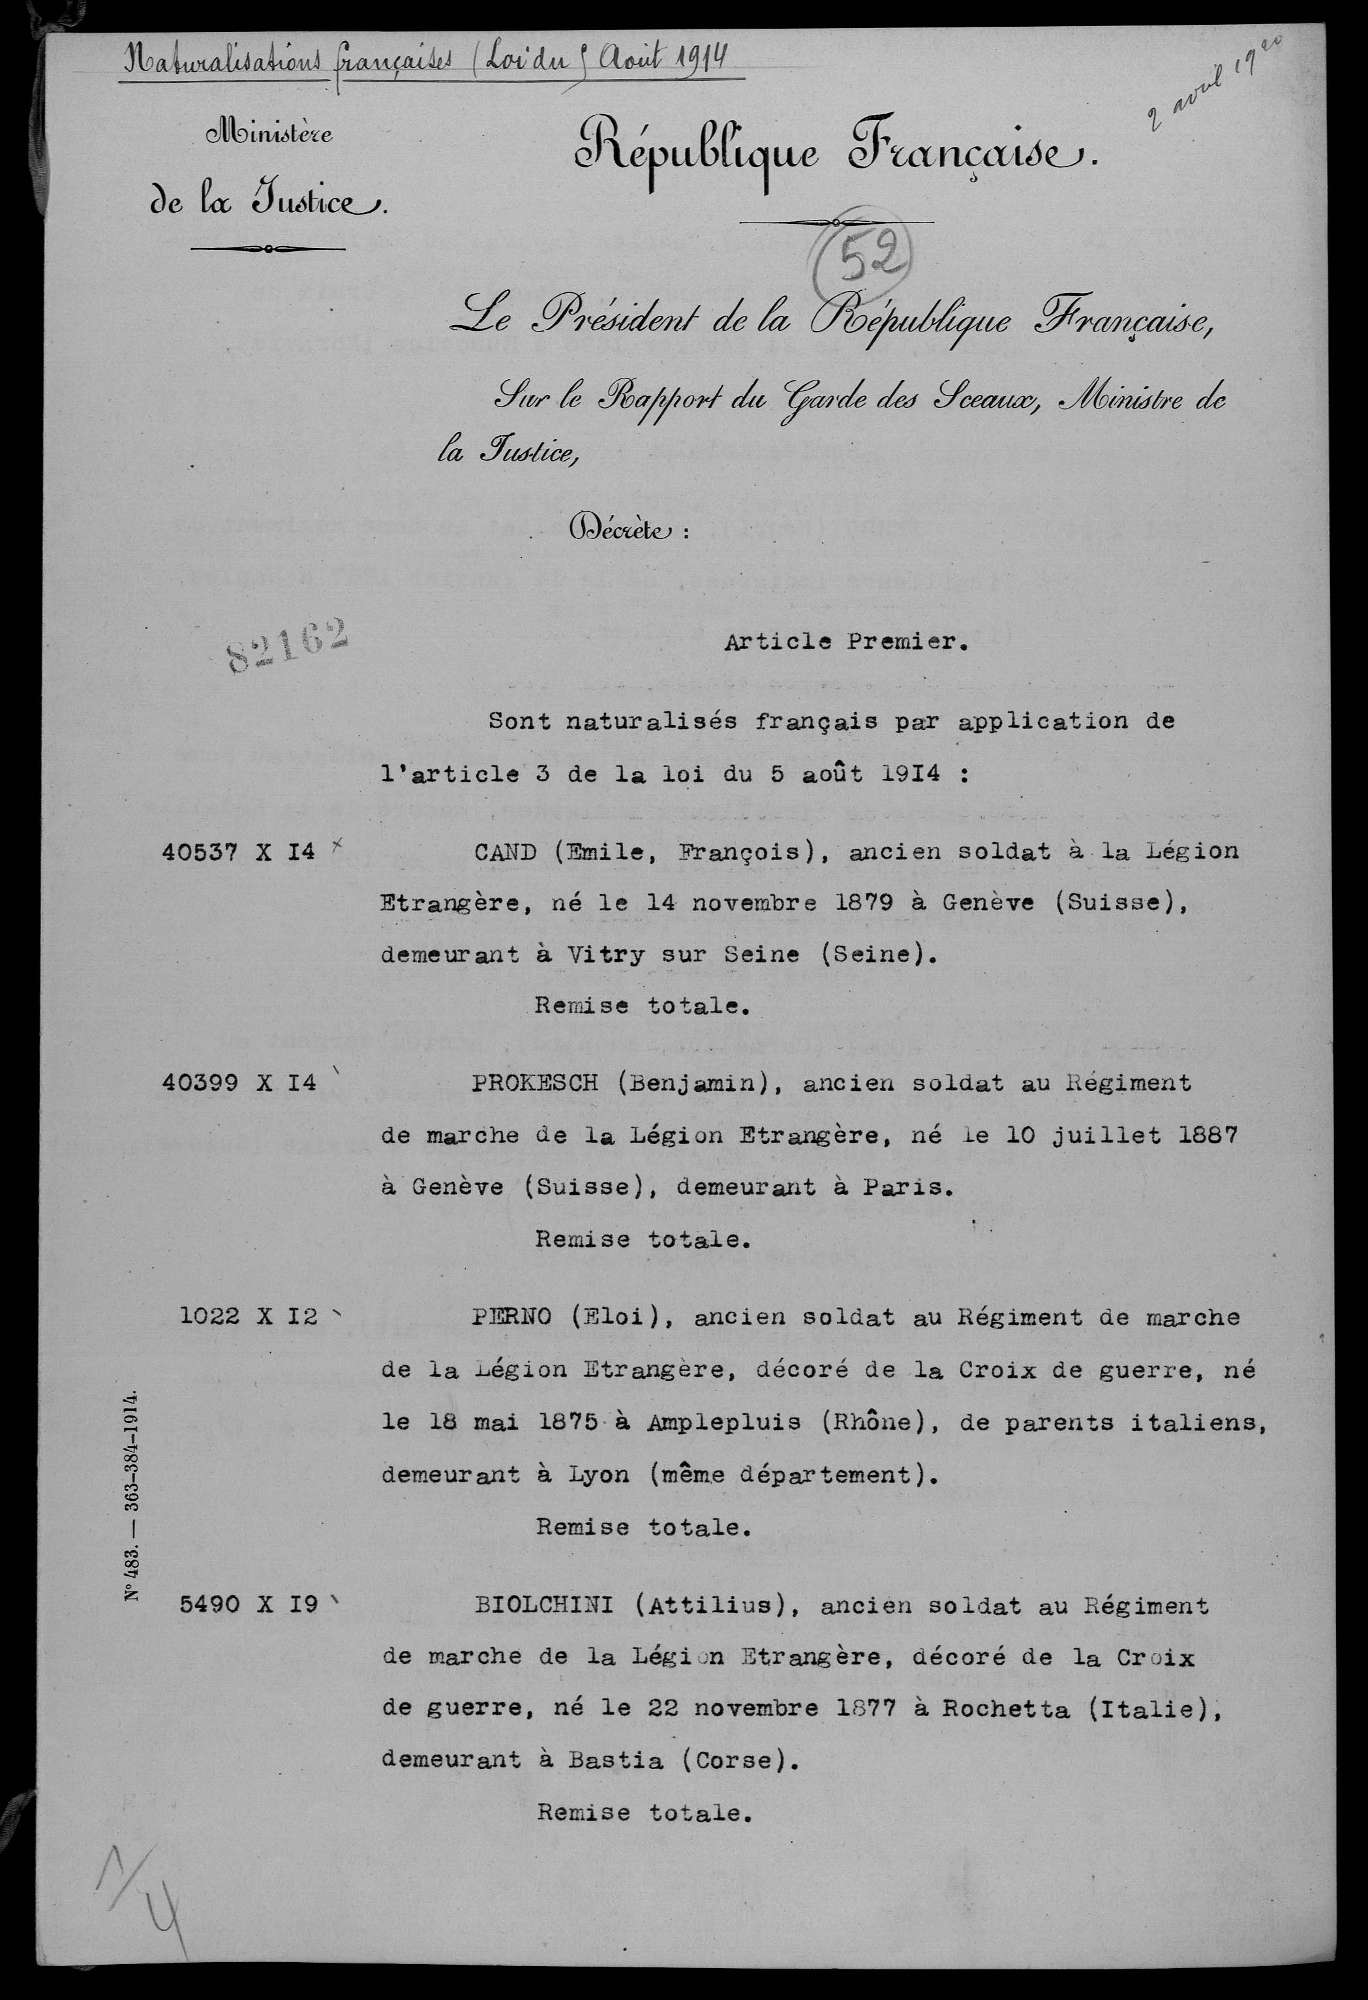 Naturalisations françaises (Loi du 5 Août 1914
2 avril 1920
Ministère
de la Justice.
République Française.
52
Le Président de la République Française,
Sur le Rapport du Garde des Sceaux, Ministre de
la Justice,
Décrète :
82162
Article Premier.
Sont naturalisés français par application de
l'article 3 de la loi du 5 août 19I4 :
40537 X I4 x CAND (Emile, François), ancien soldat à la Légion
Etrangère, né le 14 novembre 1879 à Genève (Suisse),
demeurant à Vitry sur Seine (Seine).
Remise totale.
40399 X I4 PROKESCH (Benjamin), ancien soldat au Régiment
de marche de la Légion Etrangère, né le 10 juillet 1887
à Genève (Suisse), demeurant à Paris.
Remise totale.
1022 X I2 PERNO (Eloi), ancien soldat au Régiment de marche
de la Légion Etrangère, décoré de la Croix de guerre, né
le 18 mai 1875 à Amplepluis (Rhône), de parents italiens,
demeurant à Lyon (même département).
Remise totale.
5490 X I9 BIOLCHINI (Attilius), ancien soldat au Régiment
de marche de la Légion Etrangère, décoré de la Croix
de guerre, né le 22 novembre 1877 à Rochetta (Italie),
demeurant à Bastia (Corse).
Remise totale.
N° 483. — 363-384-1914.
1/4